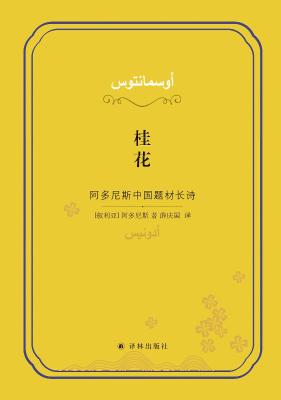 أوسمانتوس
桂
花
阿多尼斯中国题材长诗
[叙利亚] 阿多尼斯 著 薛庆国 译
أدونيس
译林出版社